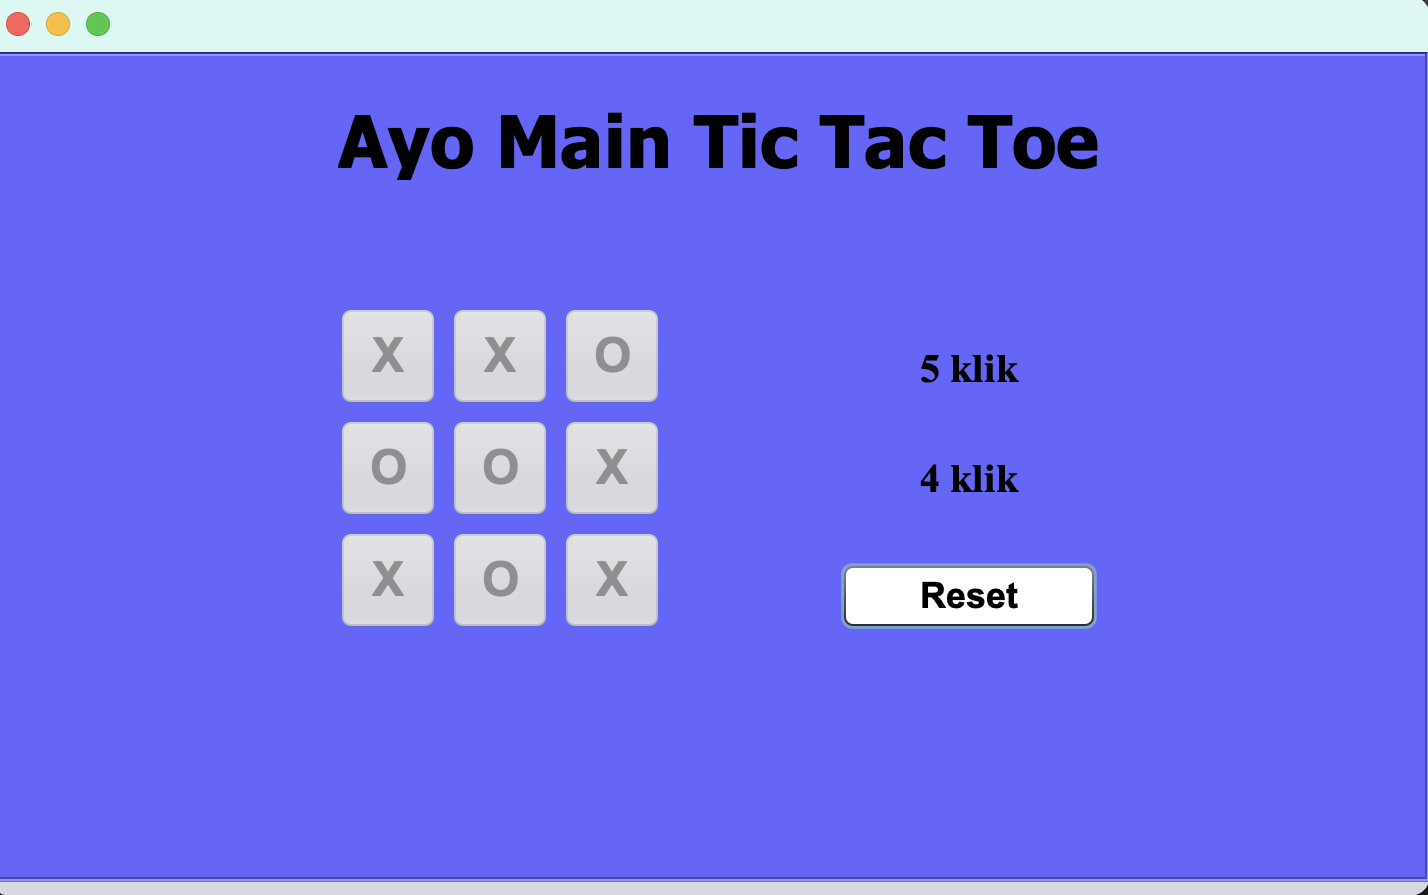 Ayo Main Tic Tac Toe
X X O
O O X
X O X
5 klik
4 klik
Reset